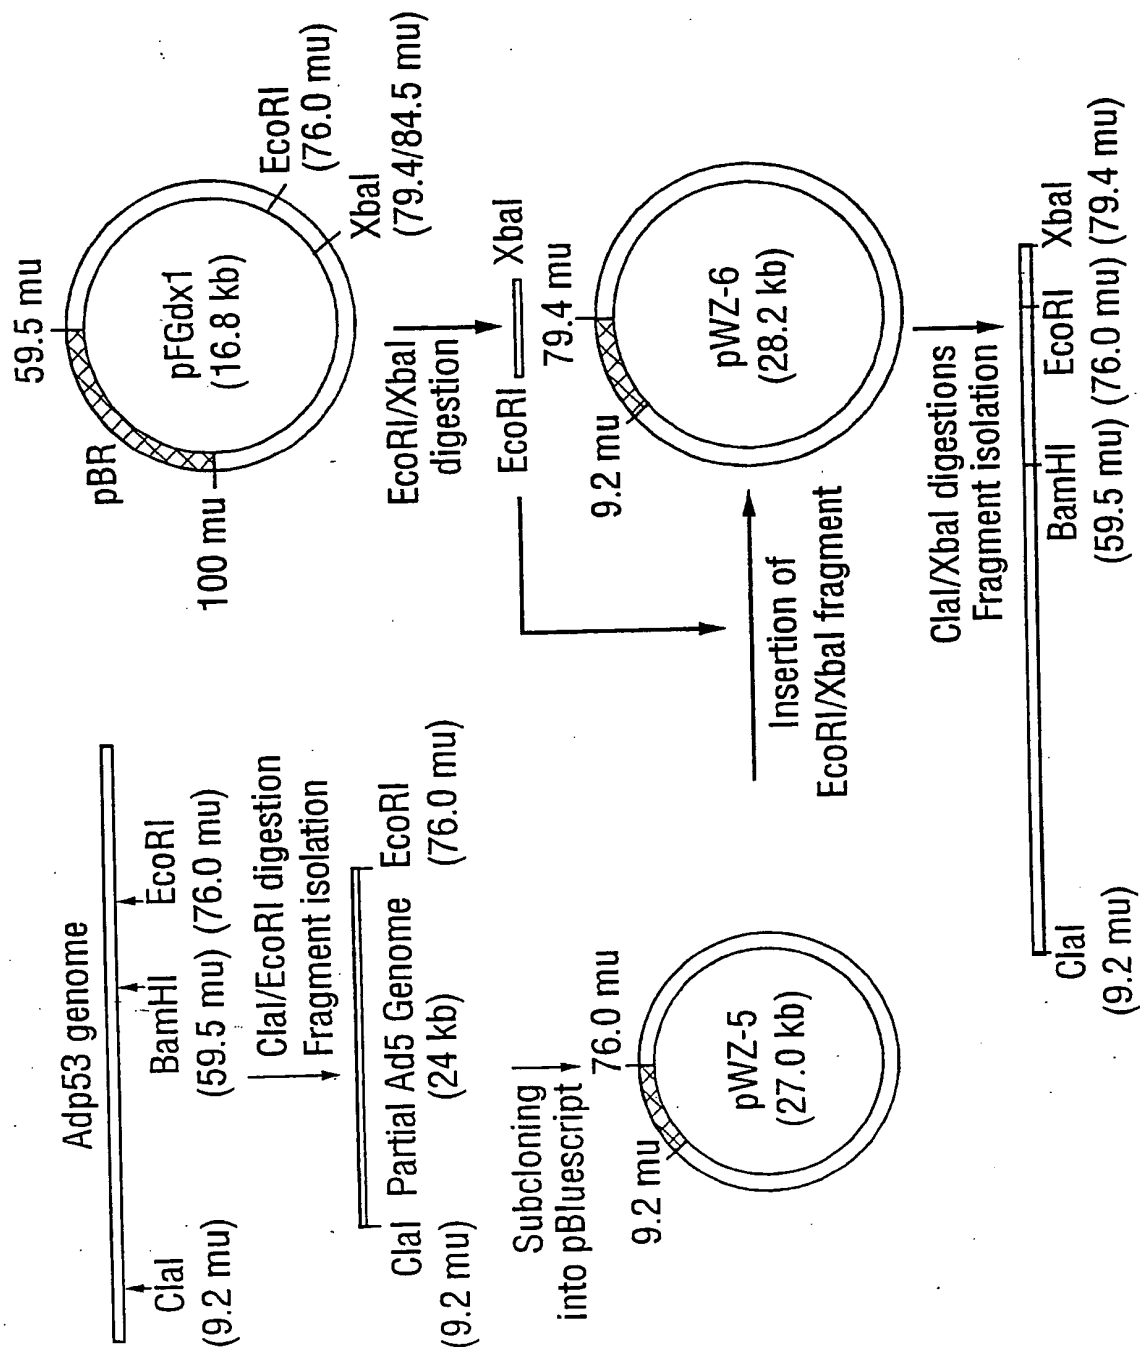 Adp53 genome
ClaI
(9.2 mu)
BamHI
(59.5 mu)
EcoRI
(76.0 mu)
ClaI/EcoRI digestion
Fragment isolation
ClaI
(9.2 mu)
Partial Ad5 Genome
(24 kb)
EcoRI
(76.0 mu)
Subcloning
into pBluescript
9.2 mu
76.0 mu
pWZ-5
(27.0 kb)
59.5 mu
pBR
100 mu
pFGdx1
(16.8 kb)
EcoRI
(76.0 mu)
XbaI
(79.4/84.5 mu)
EcoRI/XbaI
digestion
EcoRI
XbaI
Insertion of
EcoRI/XbaI fragment
9.2 mu
79.4 mu
pWZ-6
(28.2 kb)
ClaI/XbaI digestions
Fragment isolation
ClaI
(9.2 mu)
BamHI
(59.5 mu)
EcoRI
(76.0 mu)
XbaI
(79.4 mu)